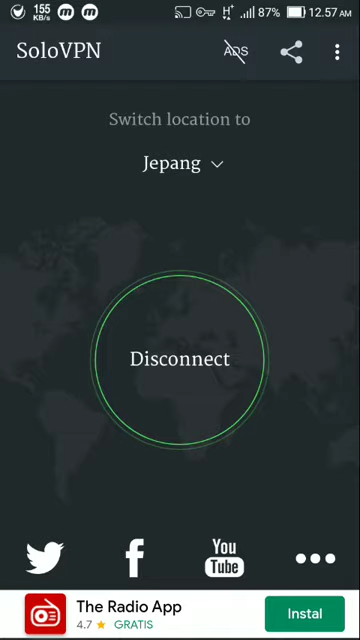 155
KB/s
H+
87%
12.57 AM
SoloVPN
ADS
Switch location to
Jepang
Disconnect
You
Tube
The Radio App
4.7 ★ GRATIS
Instal